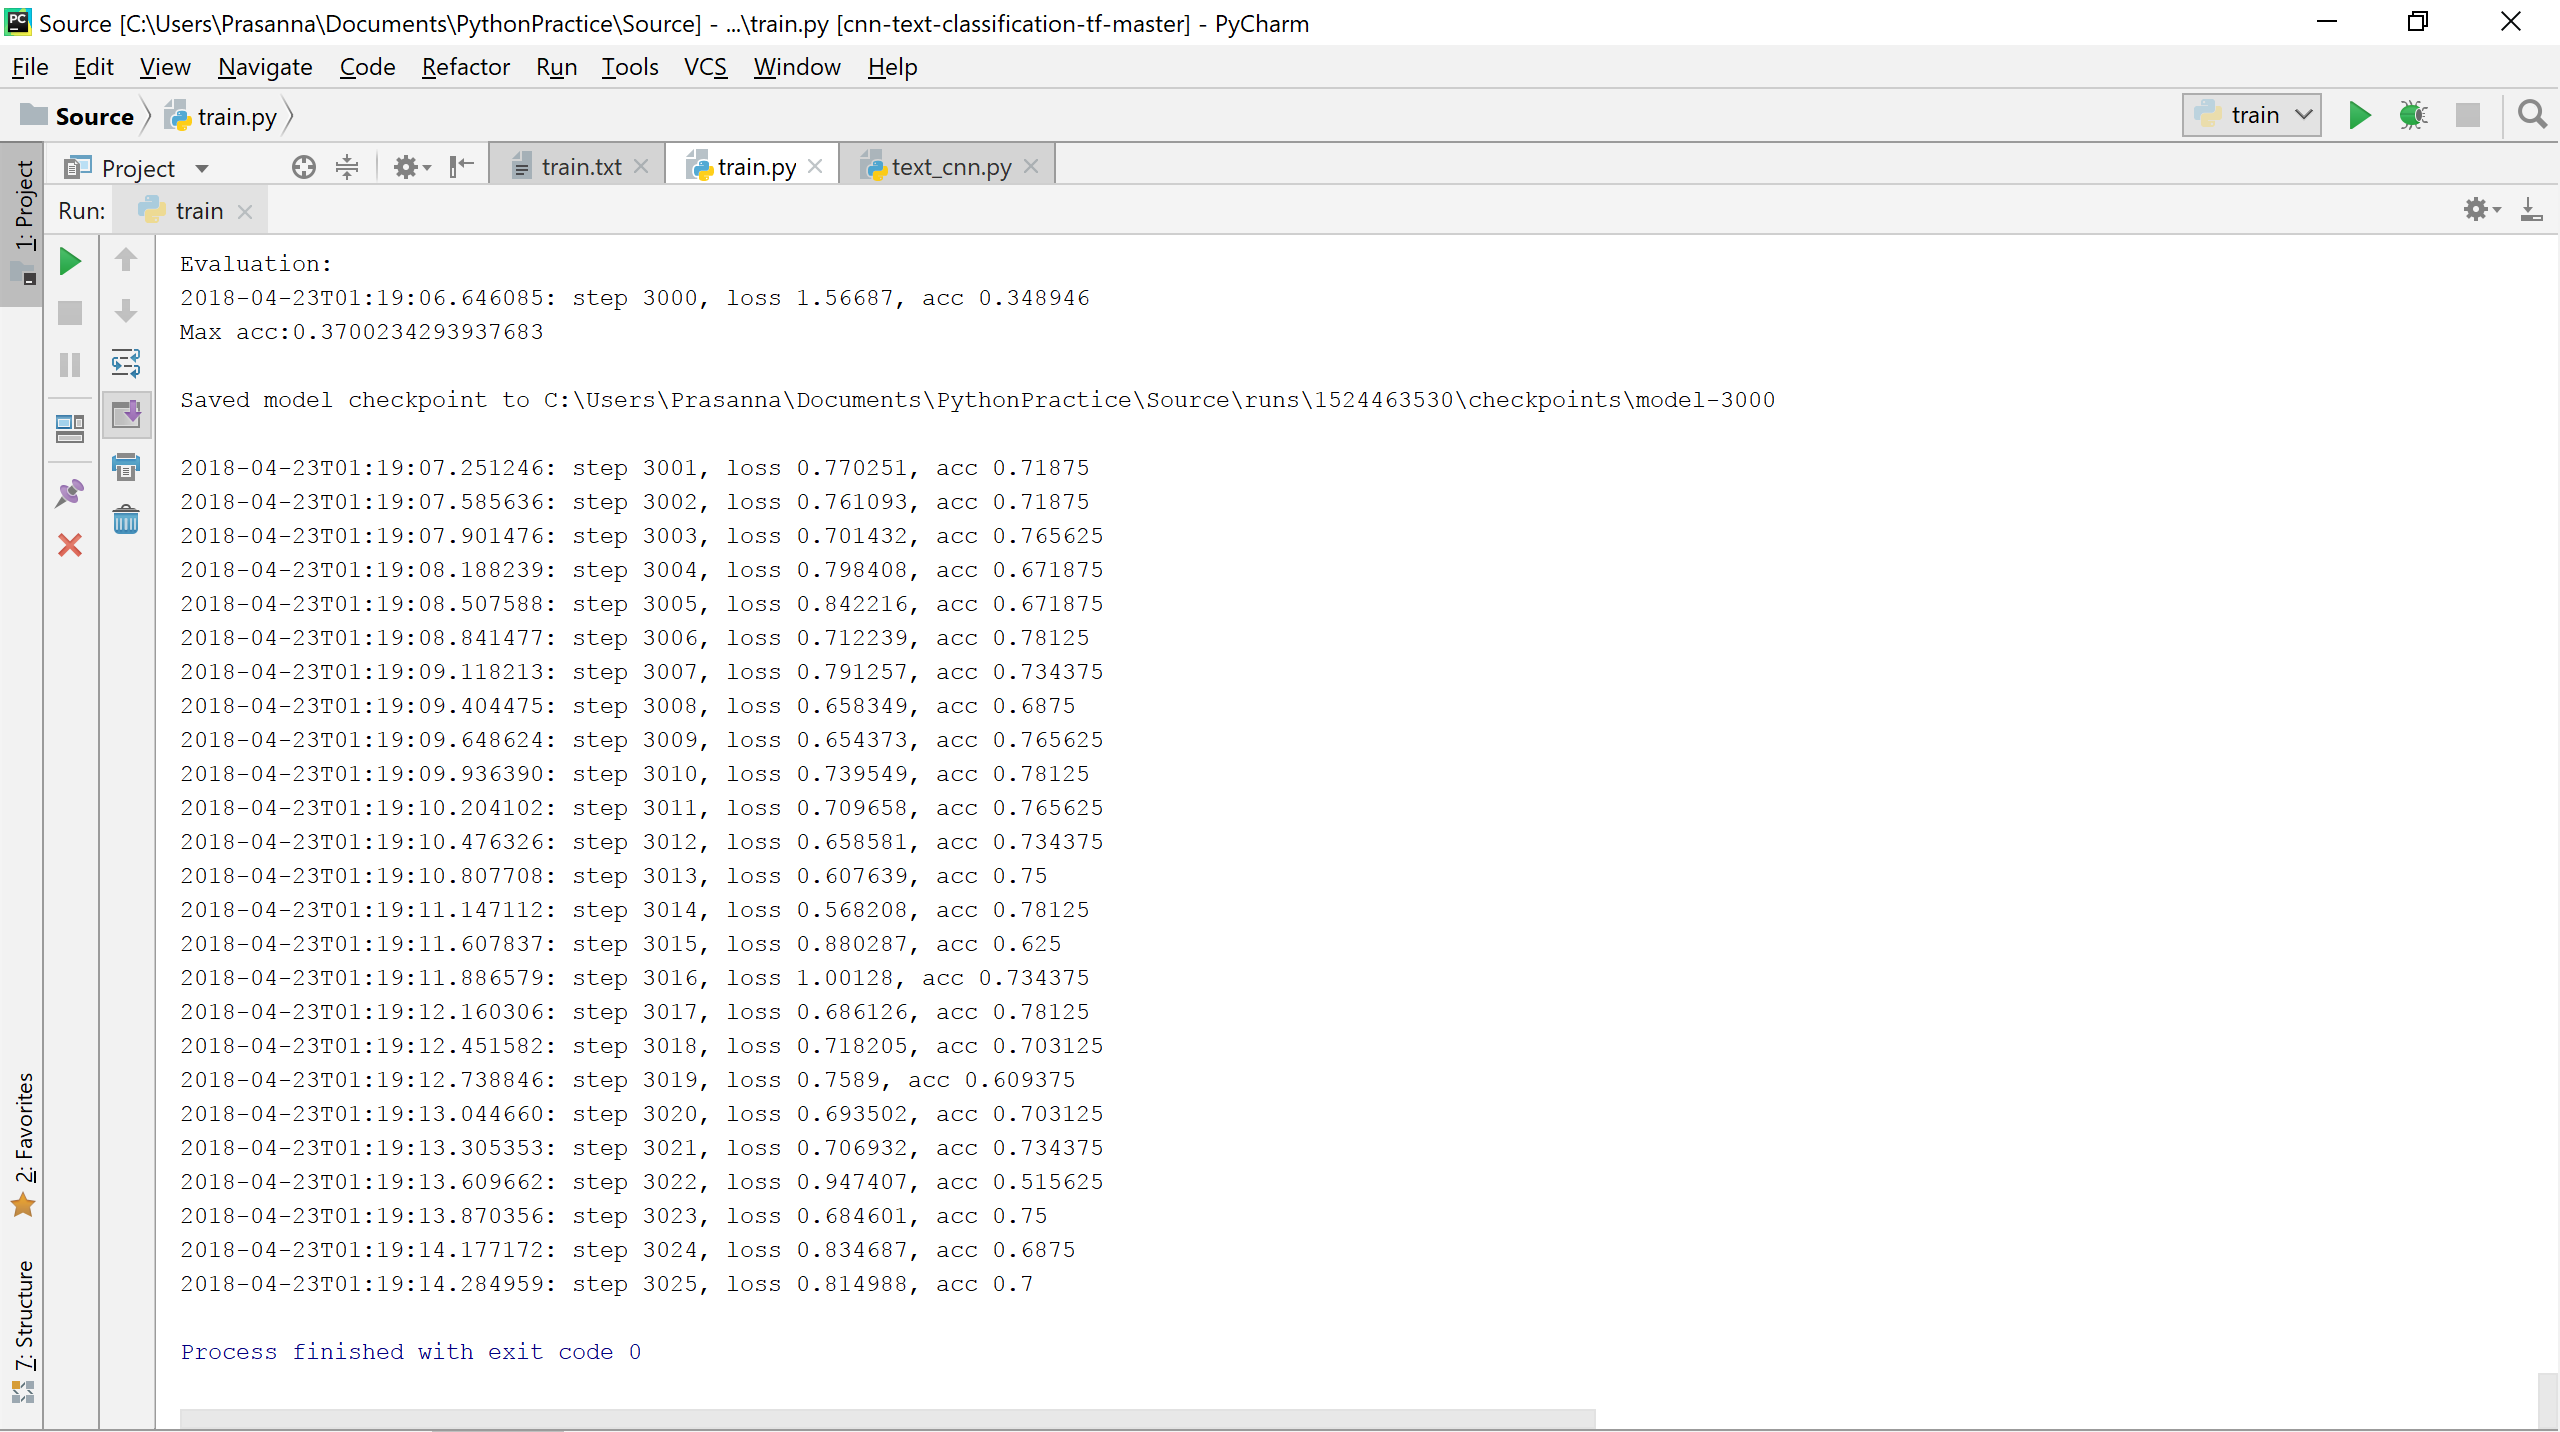 PC Source [C:\Users\Prasanna\Documents\PythonPractice\Source] - ...\train.py [cnn-text-classification-tf-master] - PyCharm
File Edit View Navigate Code Refactor Run Tools VCS Window Help
Source train.py train
1: Project
Project train.txt train.py text_cnn.py
Run: train
Evaluation:
2018-04-23T01:19:06.646085: step 3000, loss 1.56687, acc 0.348946
Max acc:0.3700234293937683
Saved model checkpoint to C:\Users\Prasanna\Documents\PythonPractice\Source\runs\1524463530\checkpoints\model-3000
2018-04-23T01:19:07.251246: step 3001, loss 0.770251, acc 0.71875
2018-04-23T01:19:07.585636: step 3002, loss 0.761093, acc 0.71875
2018-04-23T01:19:07.901476: step 3003, loss 0.701432, acc 0.765625
2018-04-23T01:19:08.188239: step 3004, loss 0.798408, acc 0.671875
2018-04-23T01:19:08.507588: step 3005, loss 0.842216, acc 0.671875
2018-04-23T01:19:08.841477: step 3006, loss 0.712239, acc 0.78125
2018-04-23T01:19:09.118213: step 3007, loss 0.791257, acc 0.734375
2018-04-23T01:19:09.404475: step 3008, loss 0.658349, acc 0.6875
2018-04-23T01:19:09.648624: step 3009, loss 0.654373, acc 0.765625
2018-04-23T01:19:09.936390: step 3010, loss 0.739549, acc 0.78125
2018-04-23T01:19:10.204102: step 3011, loss 0.709658, acc 0.765625
2018-04-23T01:19:10.476326: step 3012, loss 0.658581, acc 0.734375
2018-04-23T01:19:10.807708: step 3013, loss 0.607639, acc 0.75
2018-04-23T01:19:11.147112: step 3014, loss 0.568208, acc 0.78125
2018-04-23T01:19:11.607837: step 3015, loss 0.880287, acc 0.625
2018-04-23T01:19:11.886579: step 3016, loss 1.00128, acc 0.734375
2018-04-23T01:19:12.160306: step 3017, loss 0.686126, acc 0.78125
2018-04-23T01:19:12.451582: step 3018, loss 0.718205, acc 0.703125
2018-04-23T01:19:12.738846: step 3019, loss 0.7589, acc 0.609375
2018-04-23T01:19:13.044660: step 3020, loss 0.693502, acc 0.703125
2018-04-23T01:19:13.305353: step 3021, loss 0.706932, acc 0.734375
2018-04-23T01:19:13.609662: step 3022, loss 0.947407, acc 0.515625
2018-04-23T01:19:13.870356: step 3023, loss 0.684601, acc 0.75
2018-04-23T01:19:14.177172: step 3024, loss 0.834687, acc 0.6875
2018-04-23T01:19:14.284959: step 3025, loss 0.814988, acc 0.7
Process finished with exit code 0
2: Favorites
7: Structure